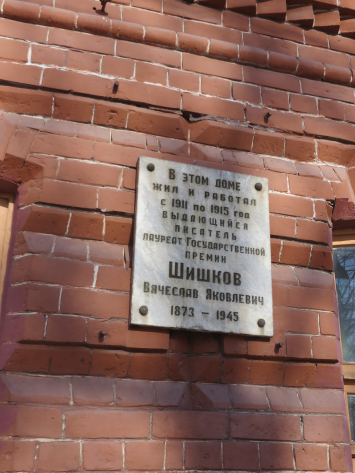 В ЭТОМ ДОМЕ
ЖИЛ И РАБОТАЛ
С 1911 ПО 1915 ГОД
ВЫДАЮЩИЙСЯ
ПИСАТЕЛЬ
ЛАУРЕАТ ГОСУДАРСТВЕННОЙ
ПРЕМИИ
ШИШКОВ
ВЯЧЕСЛАВ ЯКОВЛЕВИЧ
1873 — 1945